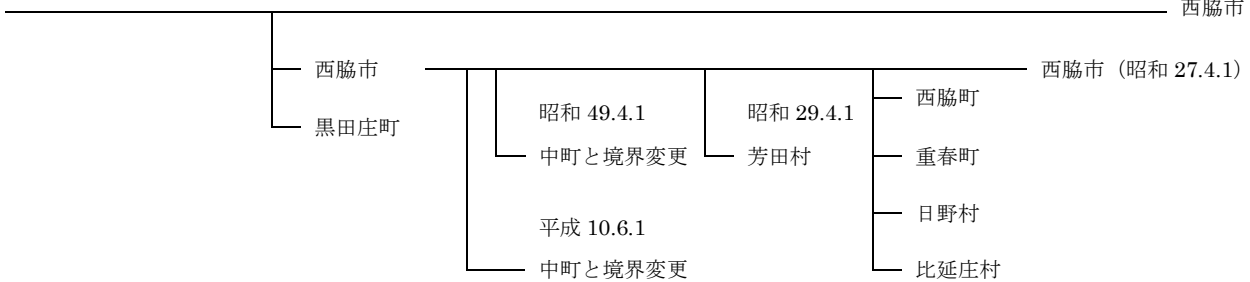 西脇市
西脇市
西脇市（昭和 27.4.1）
西脇町
昭和 49.4.1
昭和 29.4.1
黒田庄町
中町と境界変更
芳田村
重春町
日野村
平成 10.6.1
中町と境界変更
比延庄村